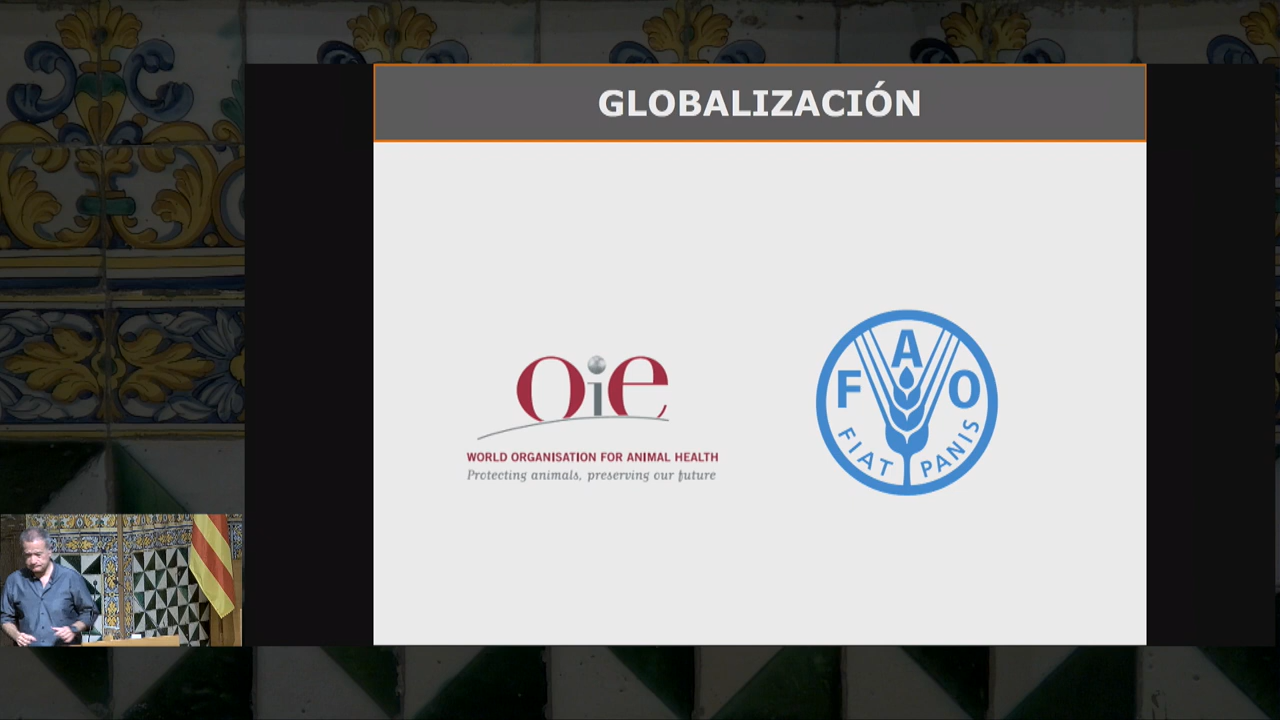 GLOBALIZACIÓN
oie
WORLD ORGANISATION FOR ANIMAL HEALTH
Protecting animals, preserving our future
F A O
FIAT PANIS